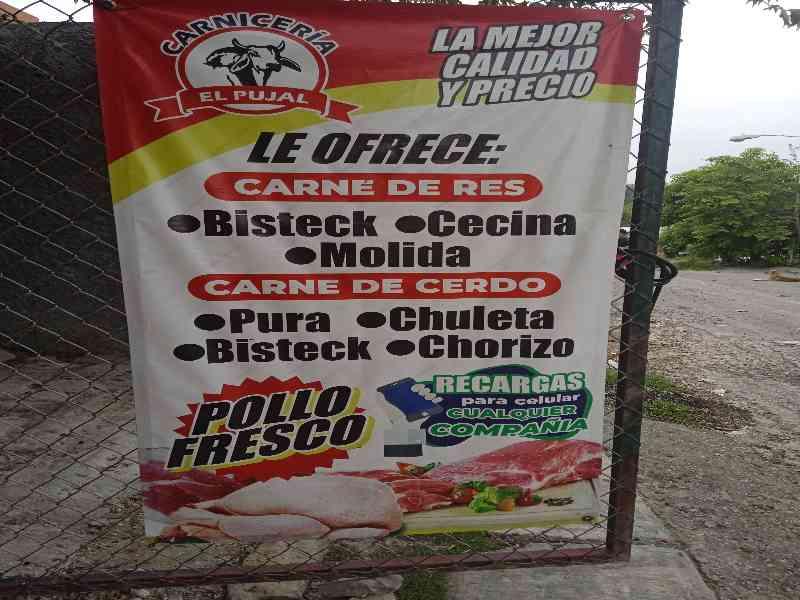 CARNICERÍA
EL PUJAL
LA MEJOR
CALIDAD
Y PRECIO
LE OFRECE:
CARNE DE RES
●Bisteck ●Cecina
●Molida
CARNE DE CERDO
●Pura ●Chuleta
●Bisteck ●Chorizo
POLLO
FRESCO
RECARGAS
para celular
CUALQUIER
COMPAÑIA